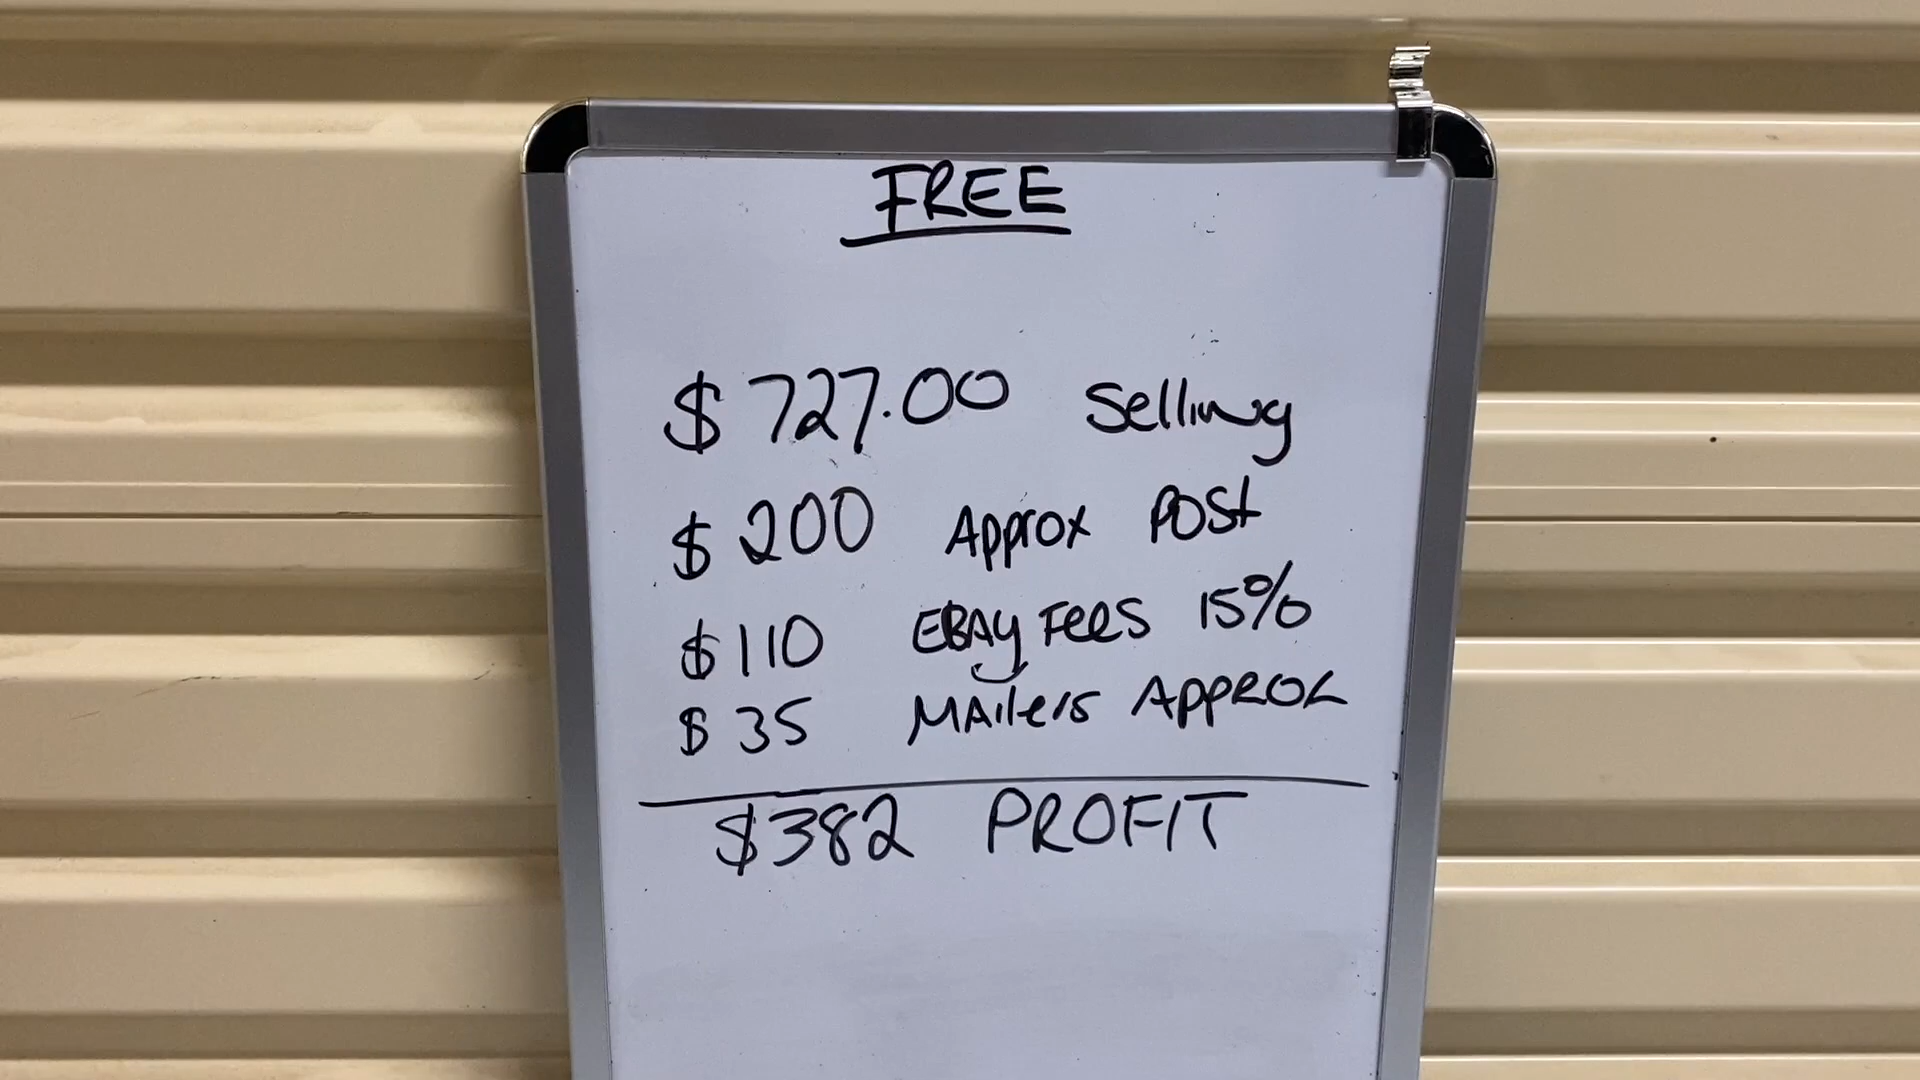 FREE
$727.00 Selling
$200 Approx POSt
$110 EBAy Fees 15%
$35 MAilers APPROX
$382 PROFIT